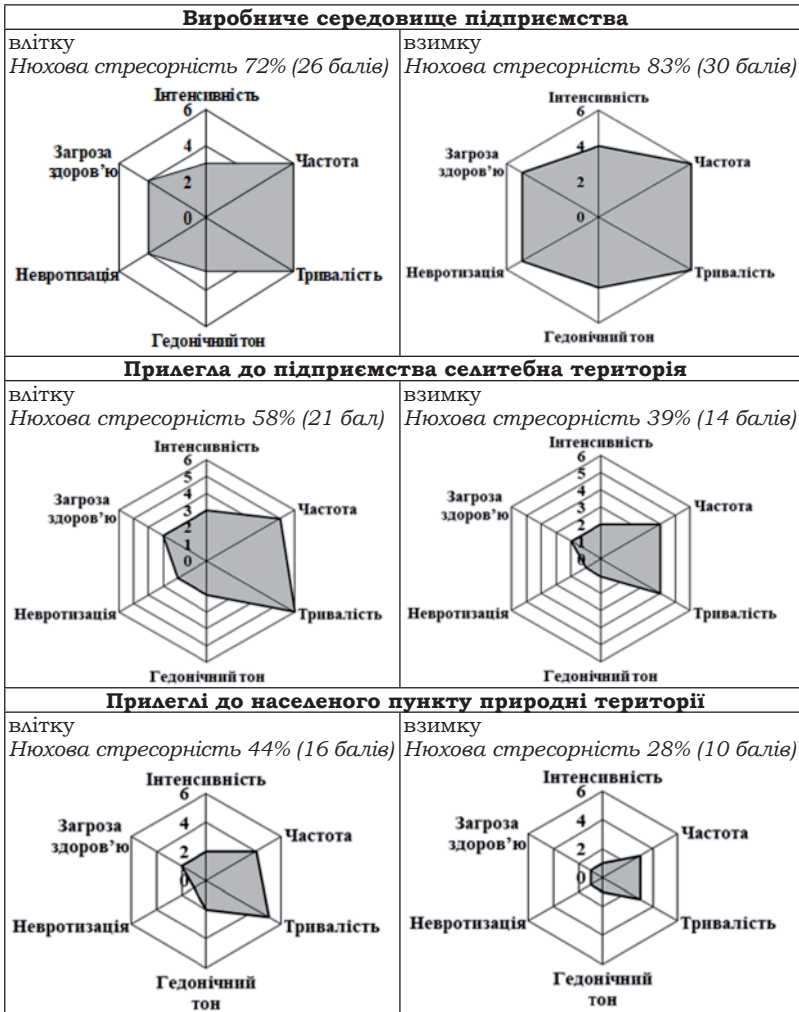 Виробниче середовище підприємства
влітку
Нюхова стресорність 72% (26 балів)
Інтенсивність
6
Загроза
здоров’ю
4
Частота
2
0
Невротизація
Тривалість
Гедонічний тон
взимку
Нюхова стресорність 83% (30 балів)
Інтенсивність
6
Загроза
здоров’ю
4
Частота
2
0
Невротизація
Тривалість
Гедонічний тон
Прилегла до підприємства селитебна територія
влітку
Нюхова стресорність 58% (21 бал)
Інтенсивність
6
5
Загроза
здоров’ю
4
Частота
3
2
1
0
Невротизація
Тривалість
Гедонічний тон
взимку
Нюхова стресорність 39% (14 балів)
Інтенсивність
6
5
Загроза
здоров’ю
4
Частота
3
2
1
0
Невротизація
Тривалість
Гедонічний тон
Прилеглі до населеного пункту природні території
влітку
Нюхова стресорність 44% (16 балів)
Інтенсивність
6
Загроза
здоров’ю
4
Частота
2
0
Невротизація
Тривалість
Гедонічний
тон
взимку
Нюхова стресорність 28% (10 балів)
Інтенсивність
6
Загроза
здоров’ю
4
Частота
2
0
Невротизація
Тривалість
Гедонічний
тон